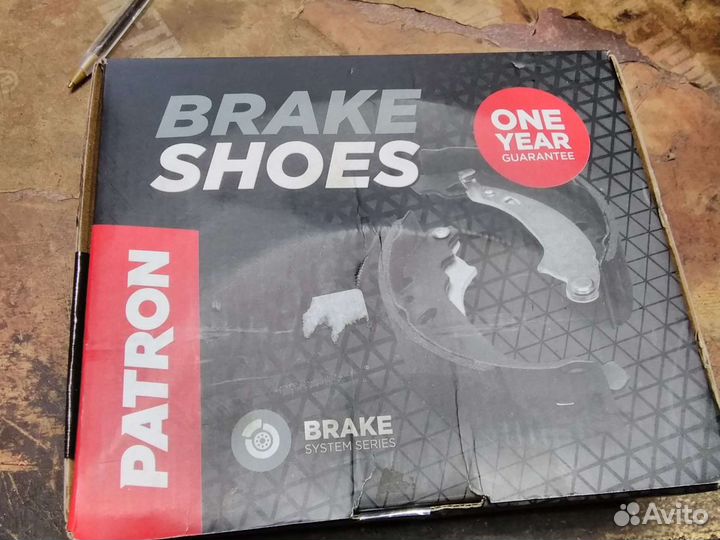 BRAKE
SHOES
ONE
YEAR
GUARANTEE
PATRON
BRAKE
SYSTEM SERIES
Avito